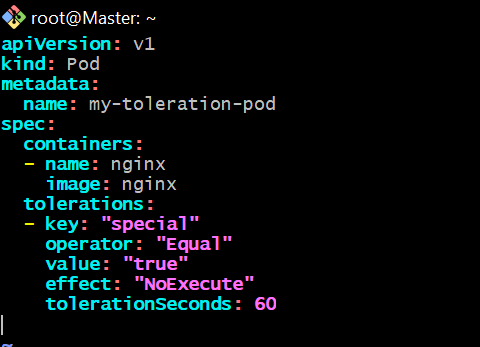 root@Master: ~
apiVersion: v1
kind: Pod
metadata:
  name: my-toleration-pod
spec:
  containers:
  - name: nginx
    image: nginx
  tolerations:
  - key: "special"
    operator: "Equal"
    value: "true"
    effect: "NoExecute"
    tolerationSeconds: 60
~